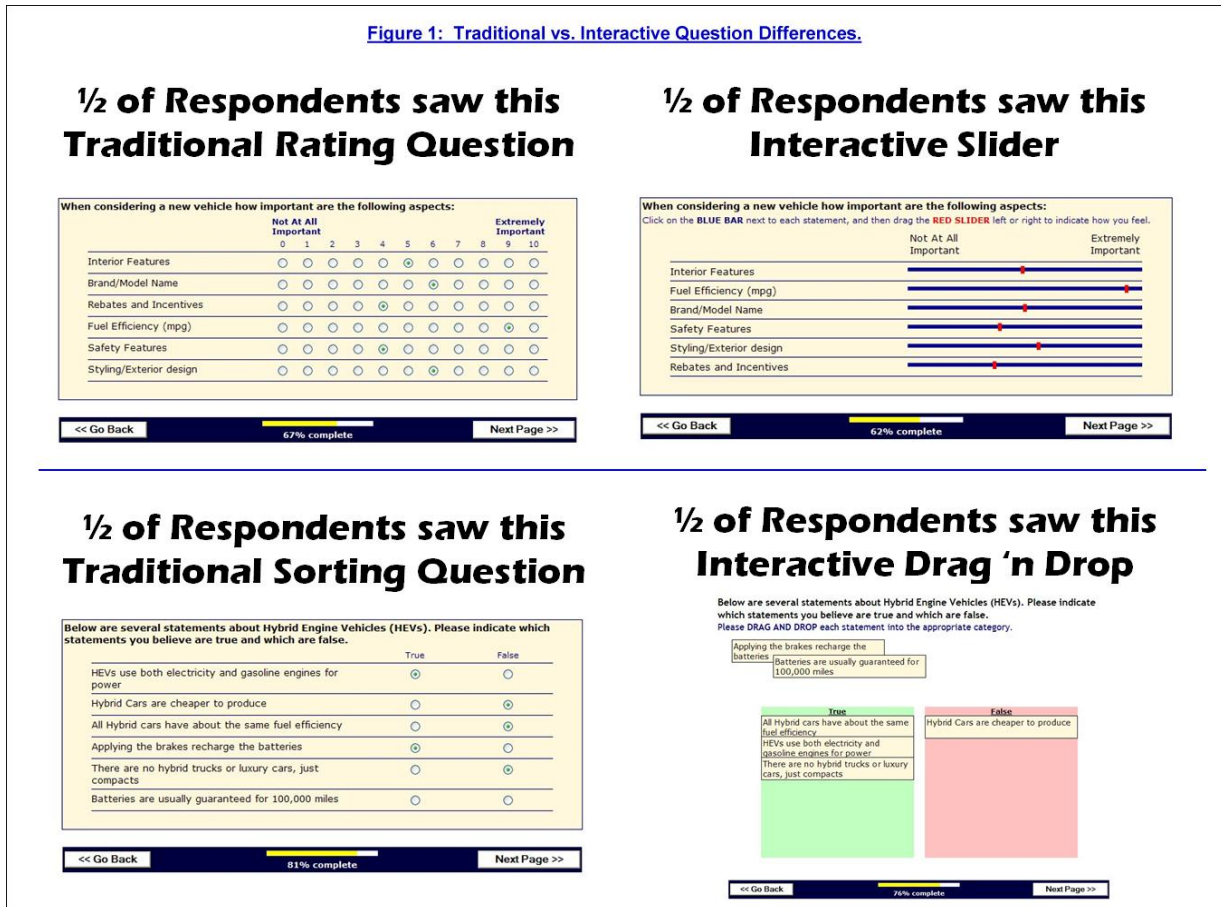 Figure 1:  Traditional vs. Interactive Question Differences.
½ of Respondents saw this
Traditional Rating Question
When considering a new vehicle how important are the following aspects:
Not At All
Important
Extremely
Important
0 1 2 3 4 5 6 7 8 9 10
Interior Features
Brand/Model Name
Rebates and Incentives
Fuel Efficiency (mpg)
Safety Features
Styling/Exterior design
<< Go Back
67% complete
Next Page >>
½ of Respondents saw this
Interactive Slider
When considering a new vehicle how important are the following aspects:
Click on the BLUE BAR next to each statement, and then drag the RED SLIDER left or right to indicate how you feel.
Not At All
Important
Extremely
Important
Interior Features
Fuel Efficiency (mpg)
Brand/Model Name
Safety Features
Styling/Exterior design
Rebates and Incentives
<< Go Back
62% complete
Next Page >>
½ of Respondents saw this
Traditional Sorting Question
Below are several statements about Hybrid Engine Vehicles (HEVs). Please indicate which
statements you believe are true and which are false.
True False
HEVs use both electricity and gasoline engines for
power
Hybrid Cars are cheaper to produce
All Hybrid cars have about the same fuel efficiency
Applying the brakes recharge the batteries
There are no hybrid trucks or luxury cars, just
compacts
Batteries are usually guaranteed for 100,000 miles
<< Go Back
81% complete
Next Page >>
½ of Respondents saw this
Interactive Drag ‘n Drop
Below are several statements about Hybrid Engine Vehicles (HEVs). Please indicate
which statements you believe are true and which are false.
Please DRAG AND DROP each statement into the appropriate category.
Applying the brakes recharge the
batteries
Batteries are usually guaranteed for
100,000 miles
True
All Hybrid cars have about the same
fuel efficiency
HEVs use both electricity and
gasoline engines for power
There are no hybrid trucks or luxury
cars, just compacts
False
Hybrid Cars are cheaper to produce
<< Go Back
76% complete
Next Page >>